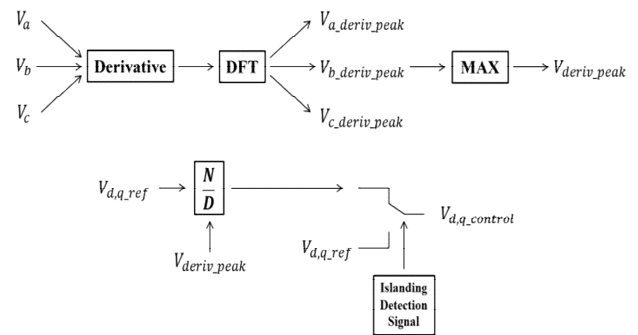 V_a
V_a_deriv_peak
V_b Derivative DFT V_b_deriv_peak MAX V_deriv_peak
V_c
V_c_deriv_peak
V_d,q_ref N/D
V_d,q_control
V_deriv_peak
V_d,q_ref
Islanding
Detection
Signal